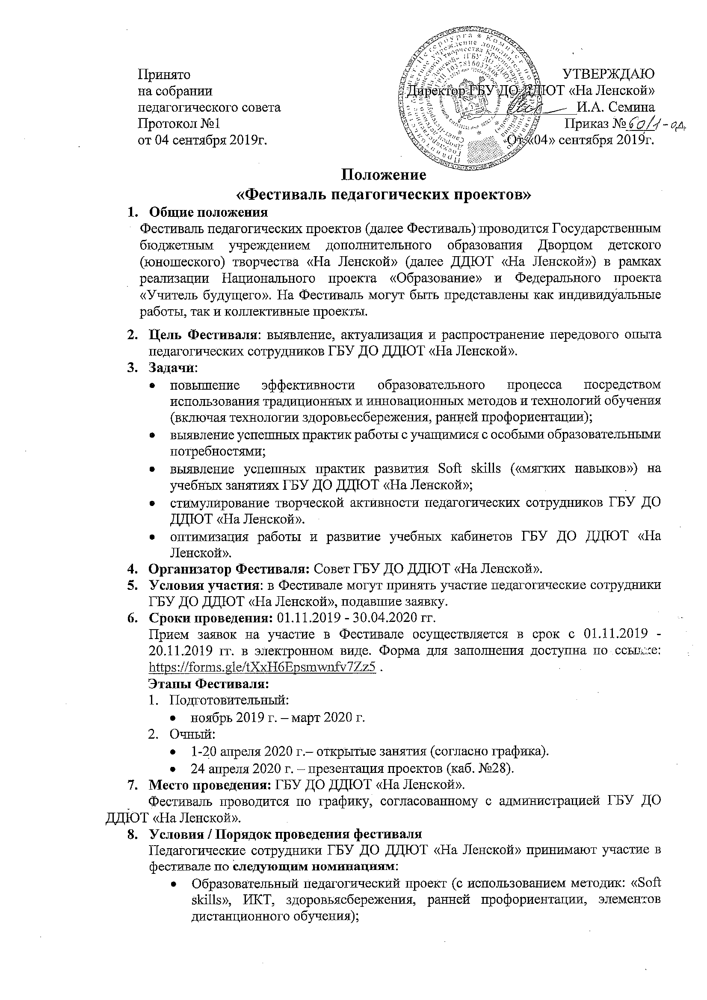 Принято
на собрании
педагогического совета
Протокол №1
от 04 сентября 2019г.
УТВЕРЖДАЮ
Директор ГБУ ДО ДДЮТ «На Ленской»
И.А. Семина
Приказ № 60/1-од
От «04» сентября 2019г.
Положение
«Фестиваль педагогических проектов»
1. Общие положения
Фестиваль педагогических проектов (далее Фестиваль) проводится Государственным
бюджетным учреждением дополнительного образования Дворцом детского
(юношеского) творчества «На Ленской» (далее ДДЮТ «На Ленской») в рамках
реализации Национального проекта «Образование» и Федерального проекта
«Учитель будущего». На Фестиваль могут быть представлены как индивидуальные
работы, так и коллективные проекты.
2. Цель Фестиваля: выявление, актуализация и распространение передового опыта
педагогических сотрудников ГБУ ДО ДДЮТ «На Ленской».
3. Задачи:
• повышение эффективности образовательного процесса посредством
использования традиционных и инновационных методов и технологий обучения
(включая технологии здоровьесбережения, ранней профориентации);
• выявление успешных практик работы с учащимися с особыми образовательными
потребностями;
• выявление успешных практик развития Soft skills («мягких навыков») на
учебных занятиях ГБУ ДО ДДЮТ «На Ленской»;
• стимулирование творческой активности педагогических сотрудников ГБУ ДО
ДДЮТ «На Ленской».
• оптимизация работы и развитие учебных кабинетов ГБУ ДО ДДЮТ «На
Ленской».
4. Организатор Фестиваля: Совет ГБУ ДО ДДЮТ «На Ленской».
5. Условия участия: в Фестивале могут принять участие педагогические сотрудники
ГБУ ДО ДДЮТ «На Ленской», подавшие заявку.
6. Сроки проведения: 01.11.2019 - 30.04.2020 гг.
Прием заявок на участие в Фестивале осуществляется в срок с 01.11.2019 -
20.11.2019 гг. в электронном виде. Форма для заполнения доступна по ссылке:
https://forms.gle/tXxH6Epsmwnfv7Zz5 .
Этапы Фестиваля:
1. Подготовительный:
• ноябрь 2019 г. – март 2020 г.
2. Очный:
• 1-20 апреля 2020 г.– открытые занятия (согласно графика).
• 24 апреля 2020 г. – презентация проектов (каб. №28).
7. Место проведения: ГБУ ДО ДДЮТ «На Ленской».
Фестиваль проводится по графику, согласованному с администрацией ГБУ ДО
ДДЮТ «На Ленской».
8. Условия / Порядок проведения фестиваля
Педагогические сотрудники ГБУ ДО ДДЮТ «На Ленской» принимают участие в
фестивале по следующим номинациям:
• Образовательный педагогический проект (с использованием методик: «Soft
skills», ИКТ, здоровьясбережения, ранней профориентации, элементов
дистанционного обучения);